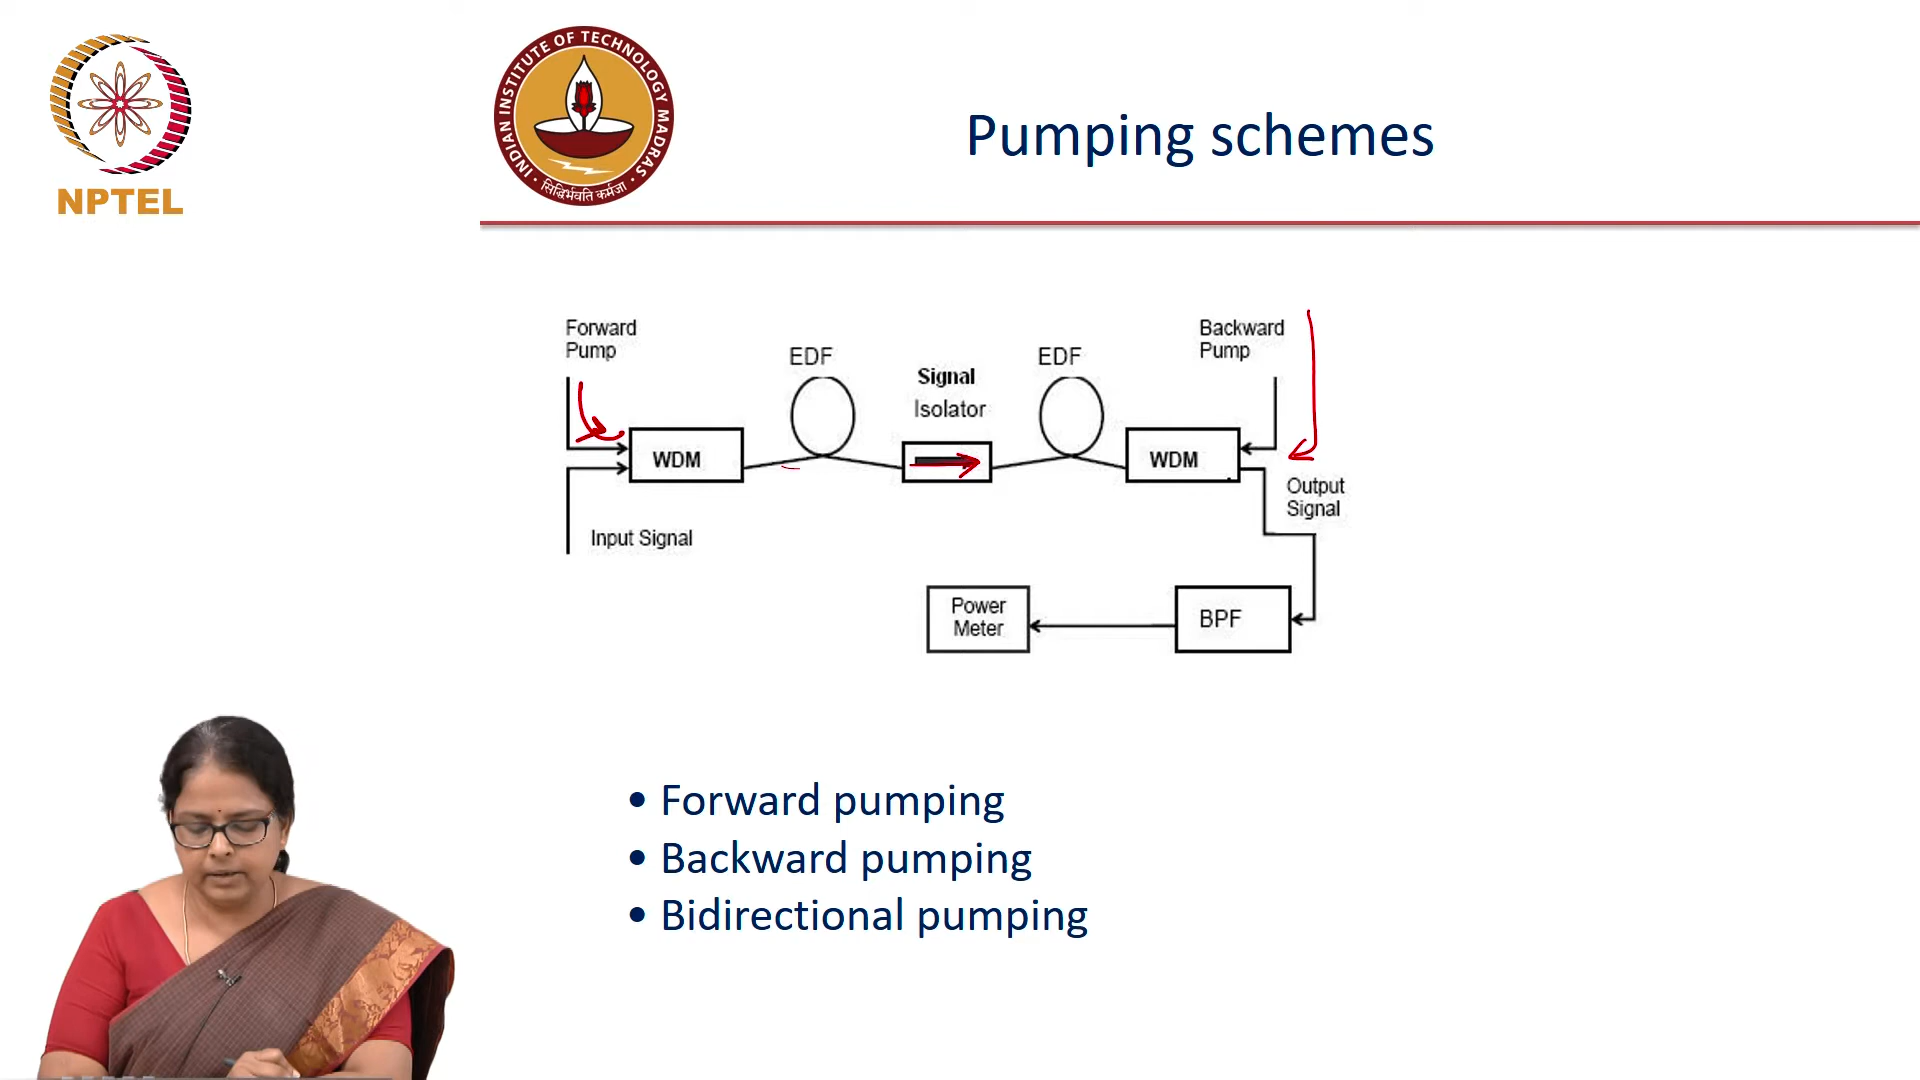 NPTEL
INDIAN INSTITUTE OF TECHNOLOGY MADRAS
सिद्धिर्भवति कर्मजा
Pumping schemes
Forward
Pump
EDF
Signal
Isolator
EDF
Backward
Pump
WDM
WDM
Input Signal
Output
Signal
Power
Meter
BPF
• Forward pumping
• Backward pumping
• Bidirectional pumping